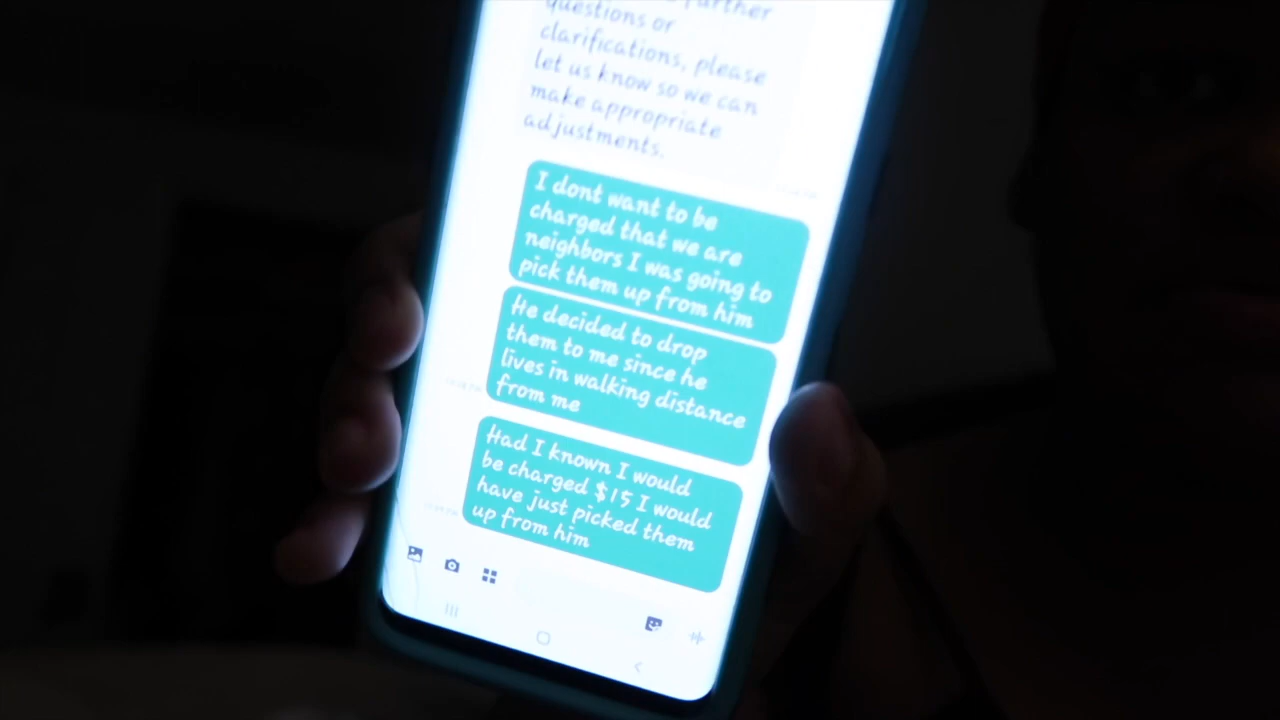 further
questions or
clarifications, please
let us know so we can
make appropriate
adjustments.
I dont want to be
charged that we are
neighbors I was going to
pick them up from him
He decided to drop
them to me since he
lives in walking distance
from me
Had I known I would
be charged $15 I would
have just picked them
up from him